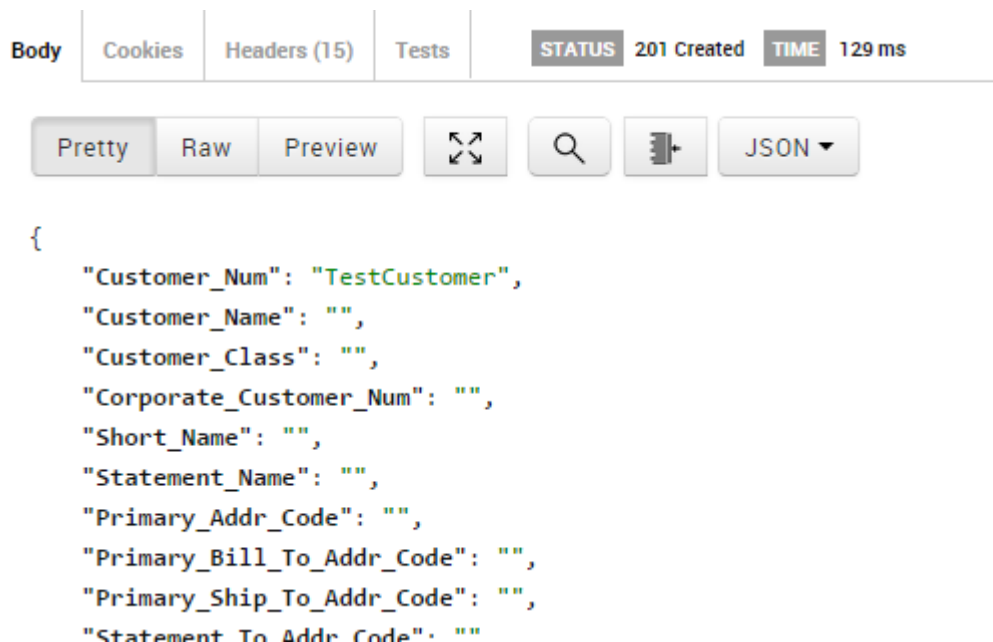 Body Cookies Headers (15) Tests STATUS 201 Created TIME 129 ms
Pretty Raw Preview JSON
{
"Customer_Num": "TestCustomer",
"Customer_Name": "",
"Customer_Class": "",
"Corporate_Customer_Num": "",
"Short_Name": "",
"Statement_Name": "",
"Primary_Addr_Code": "",
"Primary_Bill_To_Addr_Code": "",
"Primary_Ship_To_Addr_Code": "",
"Statement_To_Addr_Code": ""